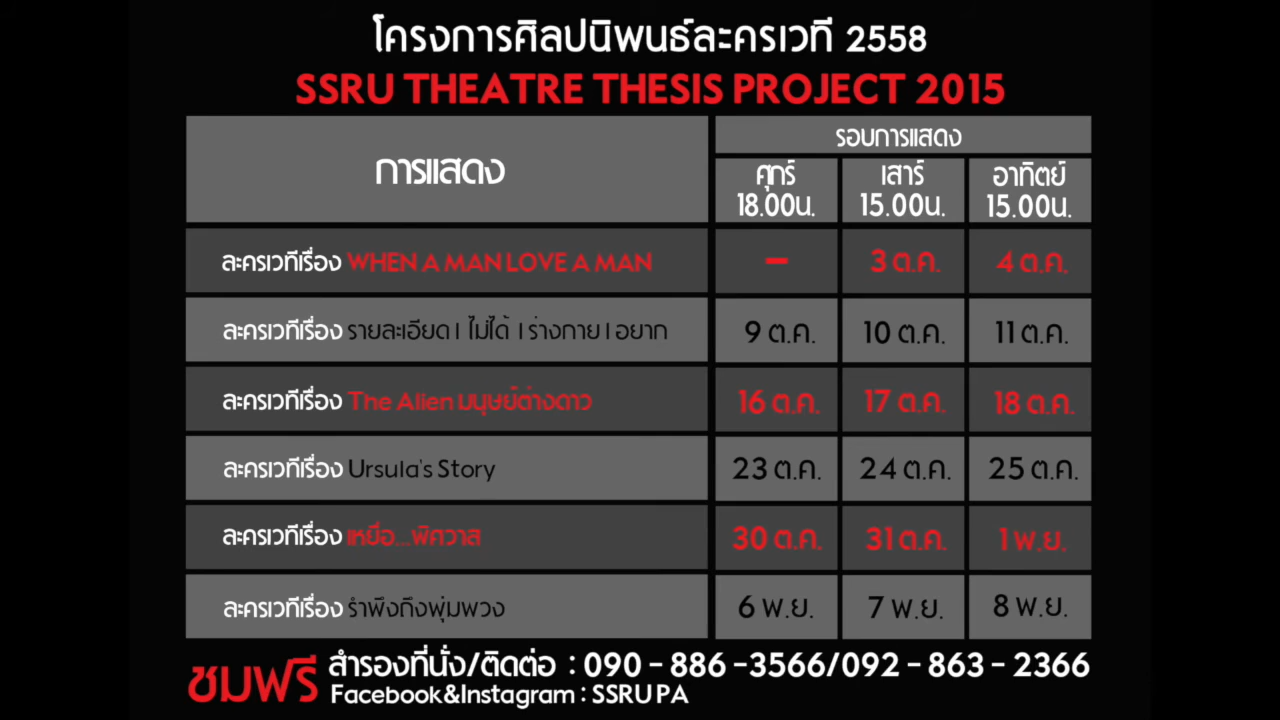 โครงการศิลปนิพนธ์ละครเวที 2558
SSRU THEATRE THESIS PROJECT 2015
การแสดง
รอบการแสดง
ศุกร์ เสาร์ อาทิตย์
18.00น. 15.00น. 15.00น.
ละครเวทีเรื่อง WHEN A MAN LOVE A MAN – 3 ต.ค. 4 ต.ค.
ละครเวทีเรื่อง รายละเอียด | ไม่ได้ | ร่างกาย | อยาก 9 ต.ค. 10 ต.ค. 11 ต.ค.
ละครเวทีเรื่อง The Alien มนุษย์ต่างดาว 16 ต.ค. 17 ต.ค. 18 ต.ค.
ละครเวทีเรื่อง Ursula's Story 23 ต.ค. 24 ต.ค. 25 ต.ค.
ละครเวทีเรื่อง เหยื่อ...พิศวาส 30 ต.ค. 31 ต.ค. 1 พ.ย.
ละครเวทีเรื่อง รำพึงถึงพุ่มพวง 6 พ.ย. 7 พ.ย. 8 พ.ย.
ชมฟรี
สำรองที่นั่ง/ติดต่อ : 090 - 886 -3566/092 - 863 - 2366
Facebook&Instagram : SSRU PA